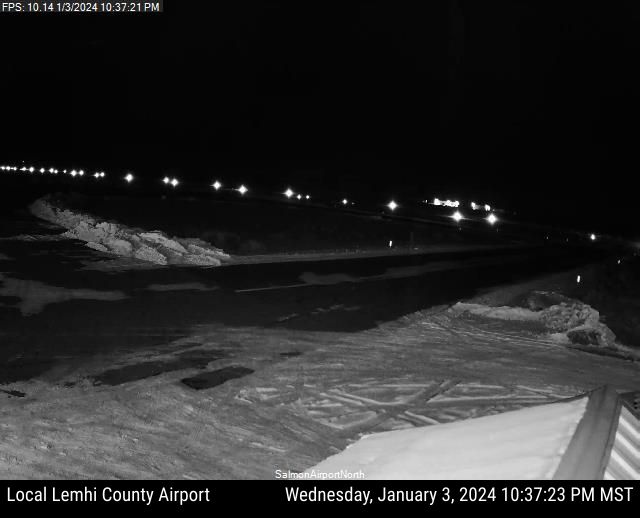 FPS: 10.14 1/3/2024 10:37:21 PM
SalmonAirportNorth
Local Lemhi County Airport Wednesday, January 3, 2024 10:37:23 PM MST